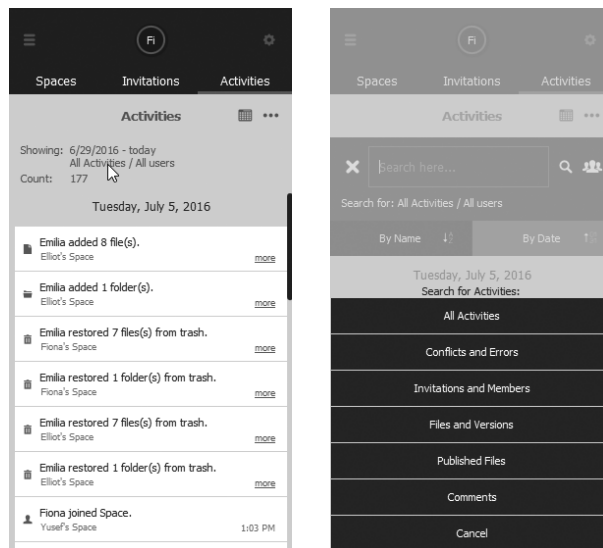 Fi
Spaces Invitations Activities
Activities
Showing: 6/29/2016 - today
All Activities / All users
Count: 177
Tuesday, July 5, 2016
Emilia added 8 file(s).
Elliot's Space more
Emilia added 1 folder(s).
Elliot's Space more
Emilia restored 7 files(s) from trash.
Fiona's Space more
Emilia restored 1 folder(s) from trash.
Fiona's Space more
Emilia restored 7 files(s) from trash.
Elliot's Space more
Emilia restored 1 folder(s) from trash.
Elliot's Space more
Fiona joined Space.
Yusef's Space 1:03 PM
Fi
Spaces Invitations Activities
Activities
Search here...
Search for: All Activities / All users
By Name By Date
Tuesday, July 5, 2016
Search for Activities:
All Activities
Conflicts and Errors
Invitations and Members
Files and Versions
Published Files
Comments
Cancel